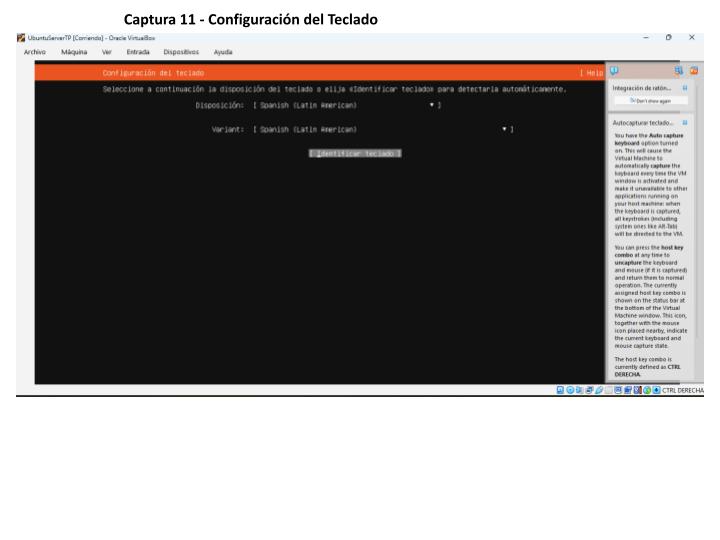 Captura 11 - Configuración del Teclado
UbuntuServerTP [Corriendo] - Oracle VirtualBox
Archivo Máquina Ver Entrada Dispositivos Ayuda
Configuración del teclado [ Help
Seleccione a continuación la disposición del teclado o elija «Identificar teclado» para detectarla automáticamente.
Disposición: [ Spanish (Latin American) ▾ ]
Variant: [ Spanish (Latin American) ▾ ]
[ Identificar teclado ]
Integración de ratón...
Don't show again
Autocapturar teclado...
You have the Auto capture
keyboard option turned
on. This will cause the
Virtual Machine to
automatically capture the
keyboard every time the VM
window is activated and
make it unavailable to other
applications running on
your host machine: when
the keyboard is captured,
all keystrokes (including
system ones like Alt-Tab)
will be directed to the VM.
You can press the host key
combo at any time to
uncapture the keyboard
and mouse (if it is captured)
and return them to normal
operation. The currently
assigned host key combo is
shown on the status bar at
the bottom of the Virtual
Machine window. This icon,
together with the mouse
icon placed nearby, indicate
the current keyboard and
mouse capture state.
The host key combo is
currently defined as CTRL
DERECHA.
CTRL DERECHA